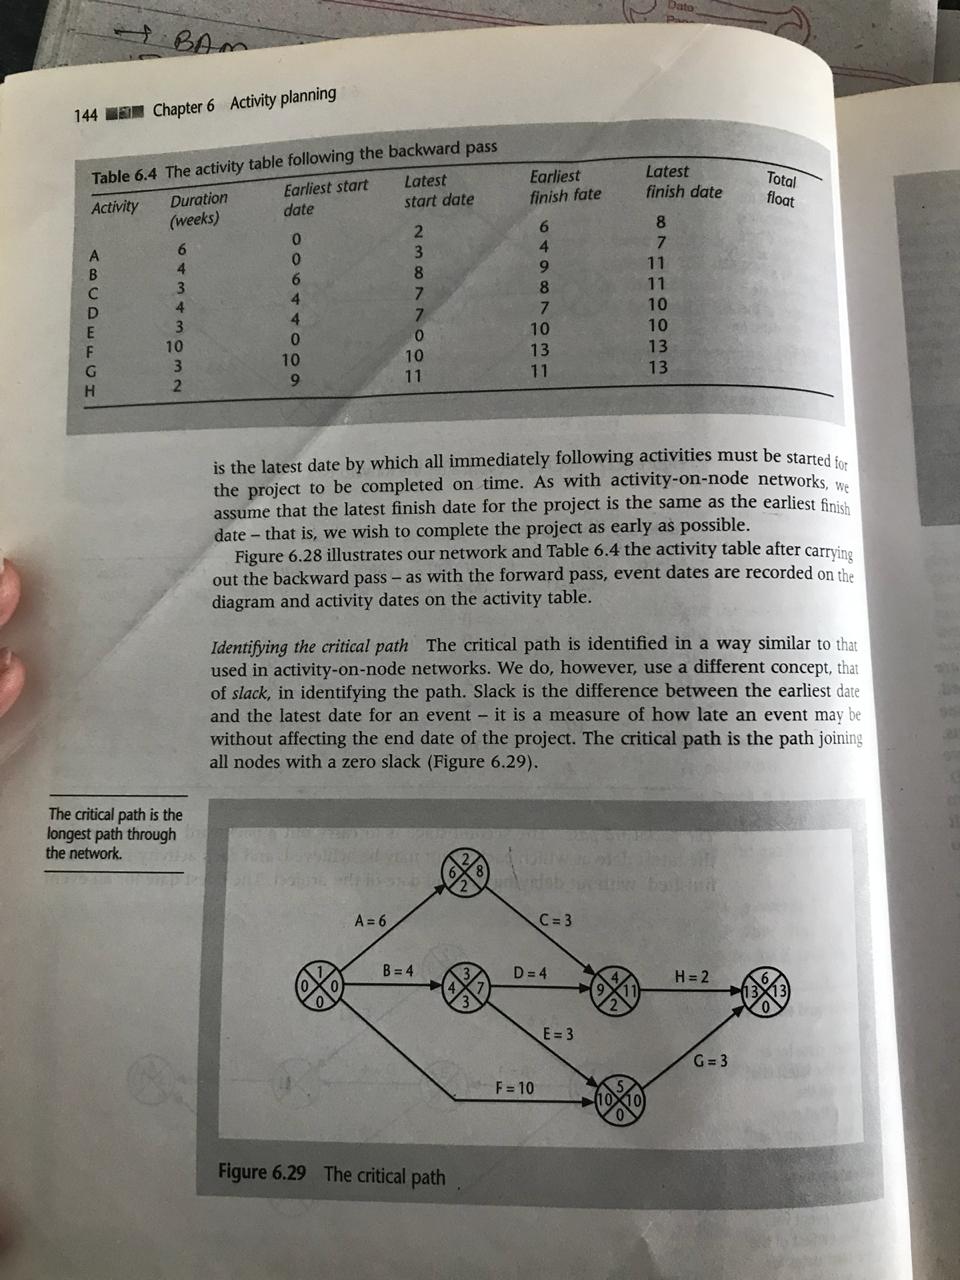 → BAM
Date
144 Chapter 6 Activity planning
Table 6.4 The activity table following the backward pass
Activity Duration (weeks) Earliest start date Latest start date Earliest finish fate Latest finish date Total float
A 6 0 2 6 8
B 4 0 3 4 7
C 3 6 8 9 11
D 4 4 7 8 11
E 3 4 7 7 10
F 10 0 0 10 10
G 3 10 10 13 13
H 2 9 11 11 13
is the latest date by which all immediately following activities must be started for
the project to be completed on time. As with activity-on-node networks, we
assume that the latest finish date for the project is the same as the earliest finish
date – that is, we wish to complete the project as early as possible.
Figure 6.28 illustrates our network and Table 6.4 the activity table after carrying
out the backward pass – as with the forward pass, event dates are recorded on the
diagram and activity dates on the activity table.
Identifying the critical path The critical path is identified in a way similar to that
used in activity-on-node networks. We do, however, use a different concept, that
of slack, in identifying the path. Slack is the difference between the earliest date
and the latest date for an event – it is a measure of how late an event may be
without affecting the end date of the project. The critical path is the path joining
all nodes with a zero slack (Figure 6.29).
The critical path is the
longest path through
the network.
2
6 8
2
A = 6
C = 3
1
0 0
0
B = 4
3
4 7
3
D = 4
4
9 11
2
H = 2
6
13 13
0
E = 3
G = 3
F = 10
5
10 10
0
Figure 6.29 The critical path